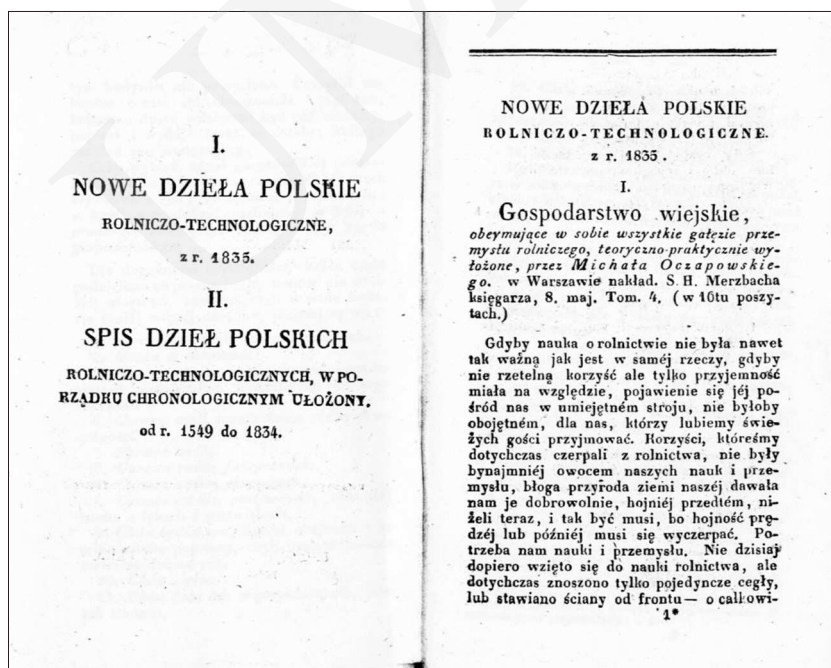 I.
NOWE DZIEŁA POLSKIE
ROLNICZO-TECHNOLOGICZNE,
z r. 1835.
II.
SPIS DZIEŁ POLSKICH
ROLNICZO-TECHNOLOGICZNYCH, W PO-
RZĄDKU CHRONOLOGICZNYM UŁOŻONY.
od r. 1549 do 1834.
NOWE DZIEŁA POLSKIE
ROLNICZO-TECHNOLOGICZNE.
z r. 1835.
I.
Gospodarstwo wiejskie,
obeymujące w sobie wszystkie gałęzie prze-
mysłu rolniczego, teoryczno-praktycznie wy-
łożone, przez Michała Oczapowskie-
go. w Warszawie nakład. S. H. Merzbacha
księgarza, 8. maj. Tom. 4, (w 16tu poszy-
tach.)
Gdyby nauka o rolnictwie nie była nawet
tak ważną jak jest w saméj rzeczy, gdyby
nie rzetelną korzyść ale tylko przyjemność
miała na względzie, pojawienie się jéj po-
śród nas w umiejętném stroju, nie byłoby
obojętném, dla nas, którzy lubiemy świe-
żych gości przyjmować. Korzyści, któreśmy
dotychczas czerpali z rolnictwa, nie były
bynajmniéj owocem naszych nauk i prze-
mysłu, błoga przyroda ziemi naszéj dawała
nam je dobrowolnie, hojniéj przedtém, ni-
żeli teraz, i tak być musi, bo hojność prę-
dzéj lub późniéj musi się wyczerpać. Po-
trzeba nam nauki i przemysłu. Nie dzisiaj
dopiero wzięto się do nauki rolnictwa, ale
dotychczas znoszono tylko pojedyncze cegły,
lub stawiano ściany od frontu— o całkowi-
1*